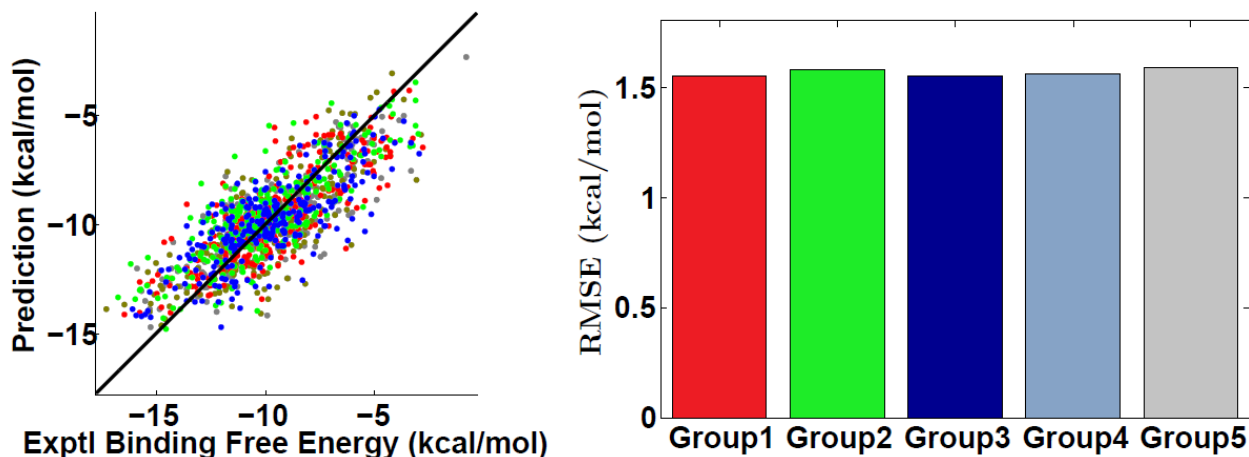 Prediction (kcal/mol)
−5
−10
−15
−15 −10 −5
Exptl Binding Free Energy (kcal/mol)
RMSE (kcal/mol)
1.5
1
0.5
0
Group1 Group2 Group3 Group4 Group5